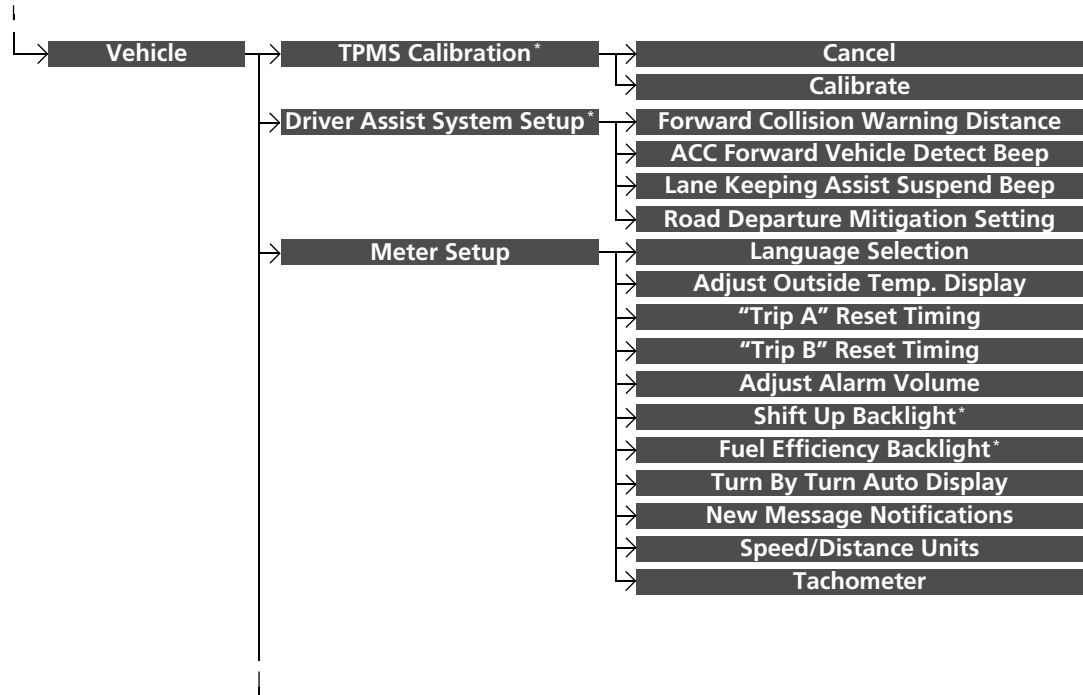 Vehicle
TPMS Calibration*
Cancel
Calibrate
Driver Assist System Setup*
Forward Collision Warning Distance
ACC Forward Vehicle Detect Beep
Lane Keeping Assist Suspend Beep
Road Departure Mitigation Setting
Meter Setup
Language Selection
Adjust Outside Temp. Display
“Trip A” Reset Timing
“Trip B” Reset Timing
Adjust Alarm Volume
Shift Up Backlight*
Fuel Efficiency Backlight*
Turn By Turn Auto Display
New Message Notifications
Speed/Distance Units
Tachometer